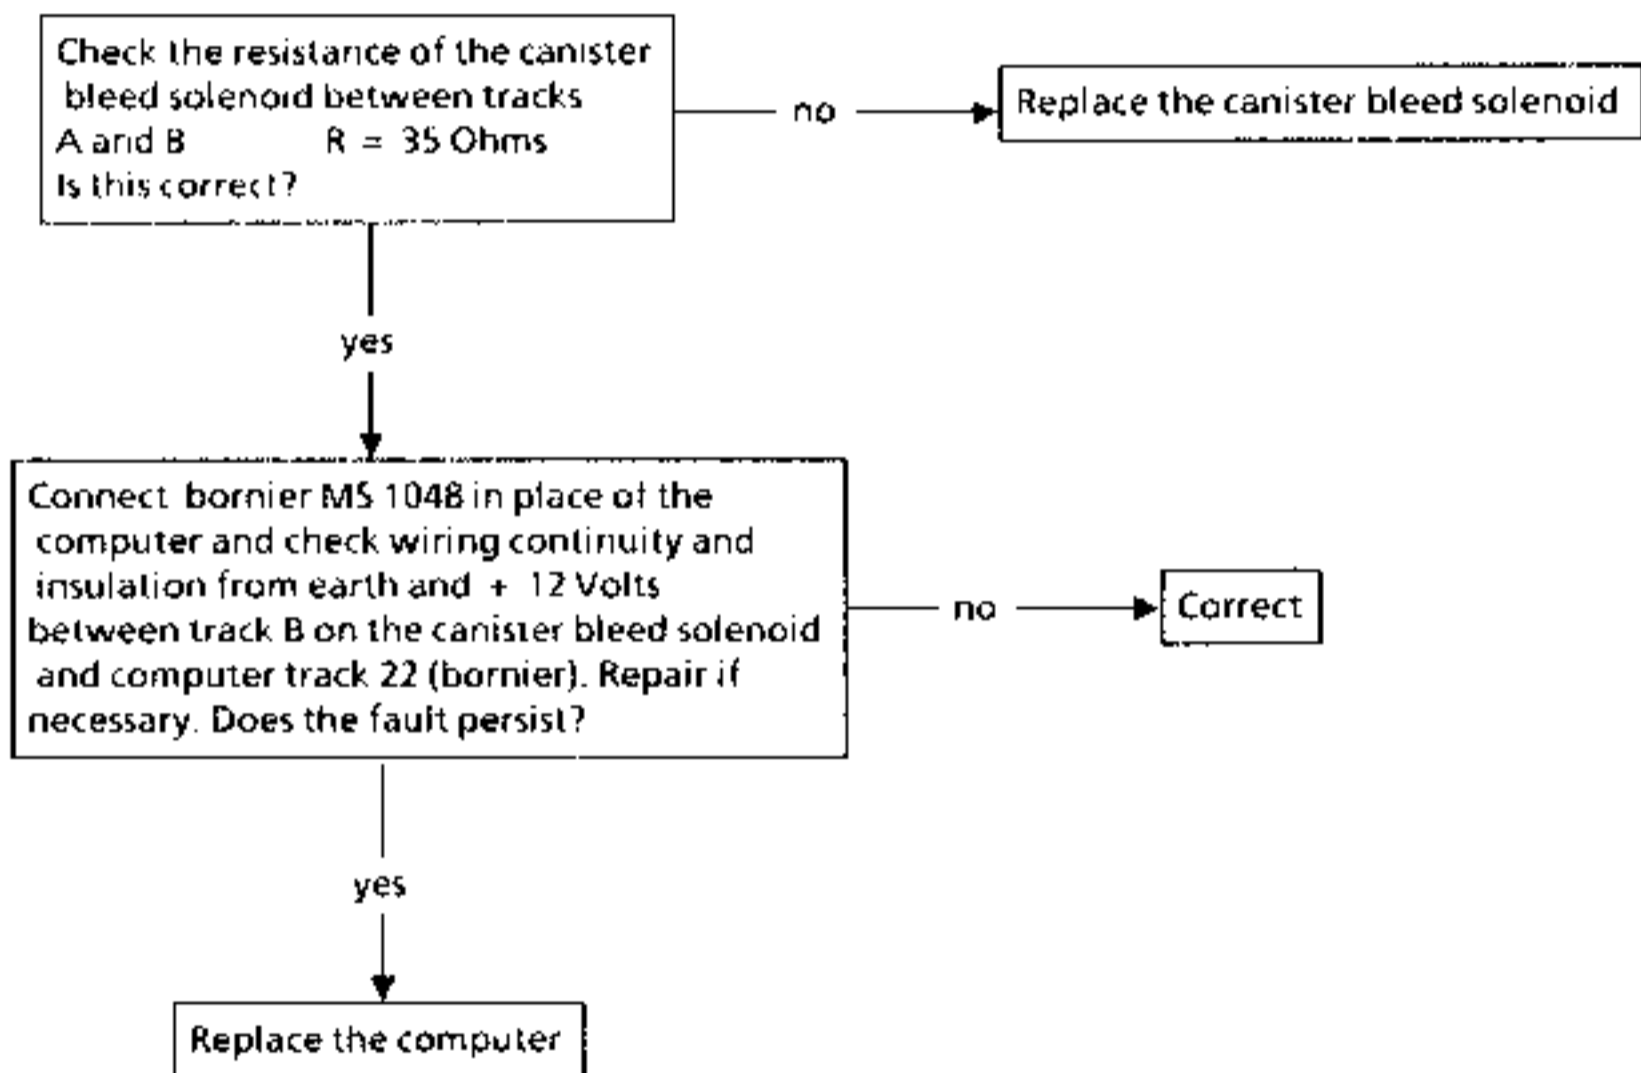 Check the resistance of the canister
bleed solenoid between tracks
A and B R = 35 Ohms
Is this correct?
no
Replace the canister bleed solenoid
yes
Connect bornier MS 1048 in place of the
computer and check wiring continuity and
insulation from earth and + 12 Volts
between track B on the canister bleed solenoid
and computer track 22 (bornier). Repair if
necessary. Does the fault persist?
no
Correct
yes
Replace the computer